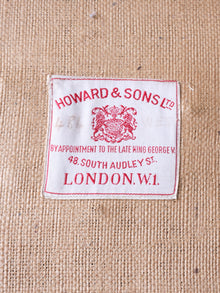 HOWARD & SONS LTD
BY APPOINTMENT TO THE LATE KING GEORGE V.
48. SOUTH AUDLEY ST.
LONDON.W.1.